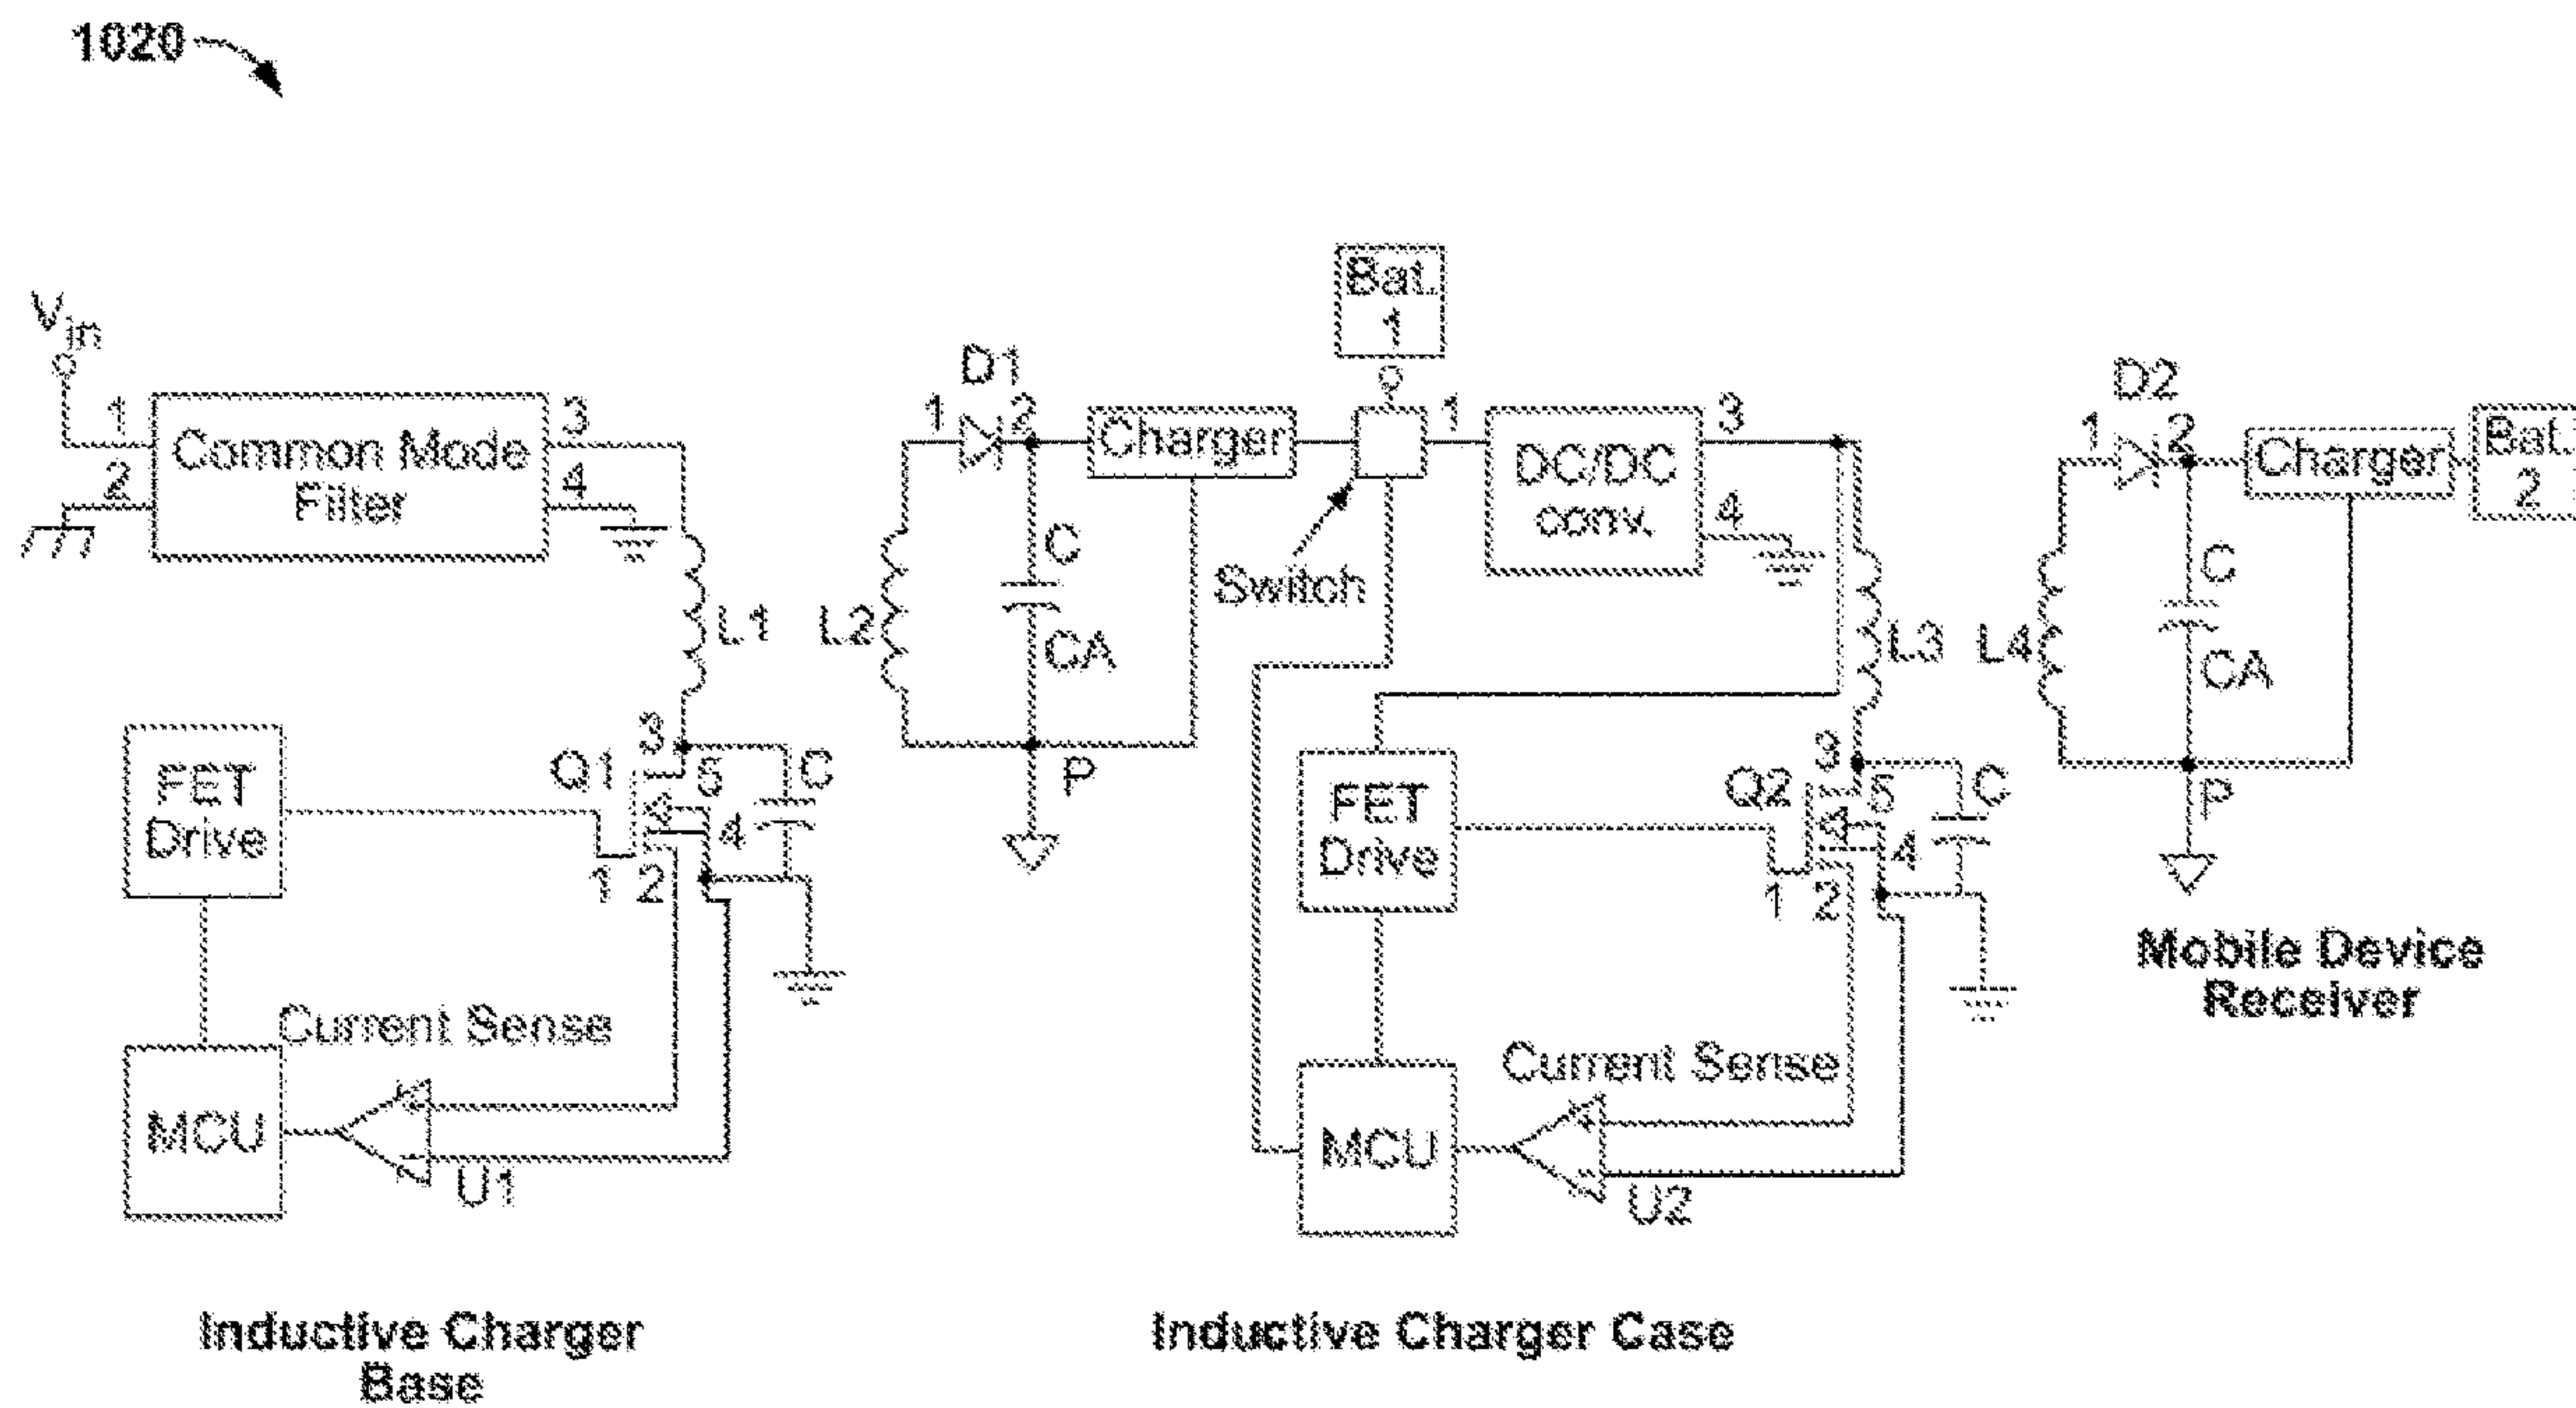 1020
Vin
1
2
Common Mode
Filter
3
4
L1
FET
Drive
Q1
3
5
4
C
1
2
Current Sense
MCU
U1
Inductive Charger
Base
L2
1
D1
2
C
CA
P
Charger
Switch
Bat.
1
1
DC/DC
conv.
3
4
L3
FET
Drive
Q2
3
5
4
C
1
2
Current Sense
MCU
U2
Inductive Charger Case
L4
1
D2
2
C
CA
P
Charger
Bat.
2
Mobile Device
Receiver